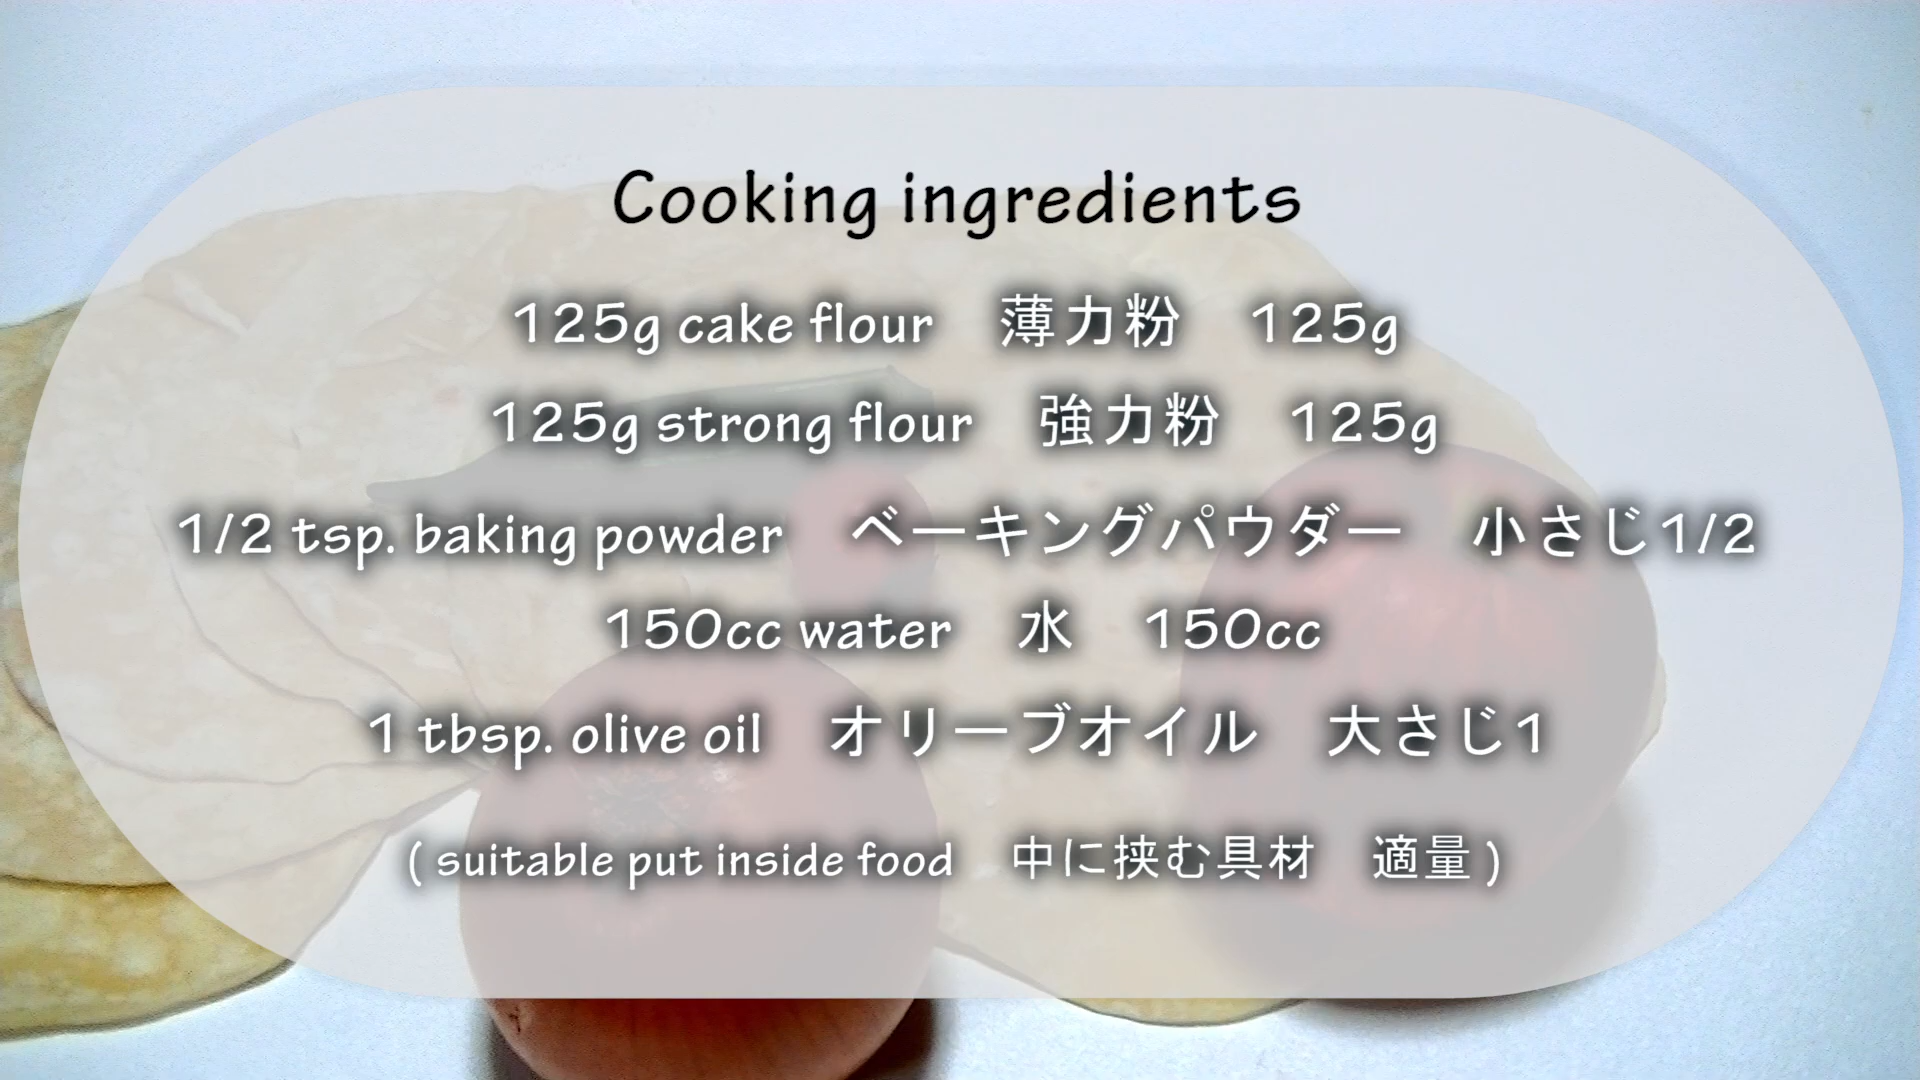 Cooking ingredients
125g cake flour　薄力粉　125g
125g strong flour　強力粉　125g
1/2 tsp. baking powder　ベーキングパウダー　小さじ1/2
150cc water　水　150cc
1 tbsp. olive oil　オリーブオイル　大さじ1
( suitable put inside food　中に挟む具材　適量 )